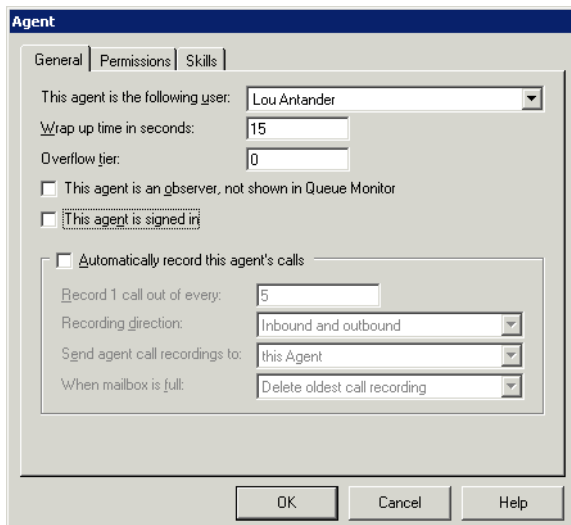 Agent
General Permissions Skills
This agent is the following user: Lou Antander
Wrap up time in seconds: 15
Overflow tier: 0
This agent is an observer, not shown in Queue Monitor
This agent is signed in
Automatically record this agent's calls
Record 1 call out of every: 5
Recording direction: Inbound and outbound
Send agent call recordings to: this Agent
When mailbox is full: Delete oldest call recording
OK Cancel Help